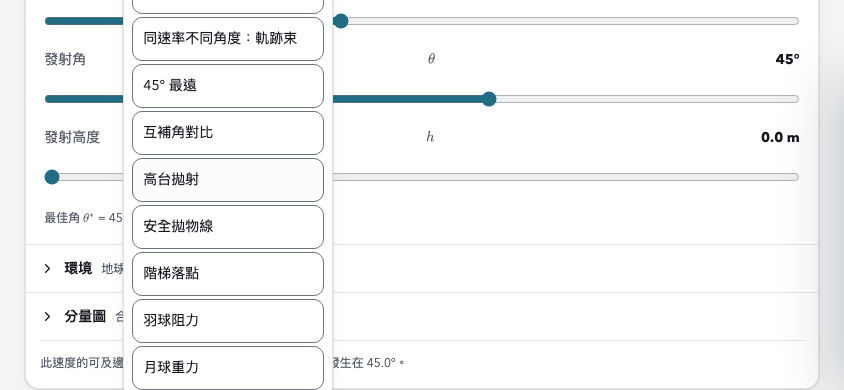 同速率不同角度：軌跡束
發射角 θ 45°
45° 最遠
發射高度 h 0.0 m
互補角對比
高台拋射
最佳角 θ* = 45
安全拋物線
環境 地球
階梯落點
分量圖
羽球阻力
此速度的可及邊 發生在 45.0°。
月球重力